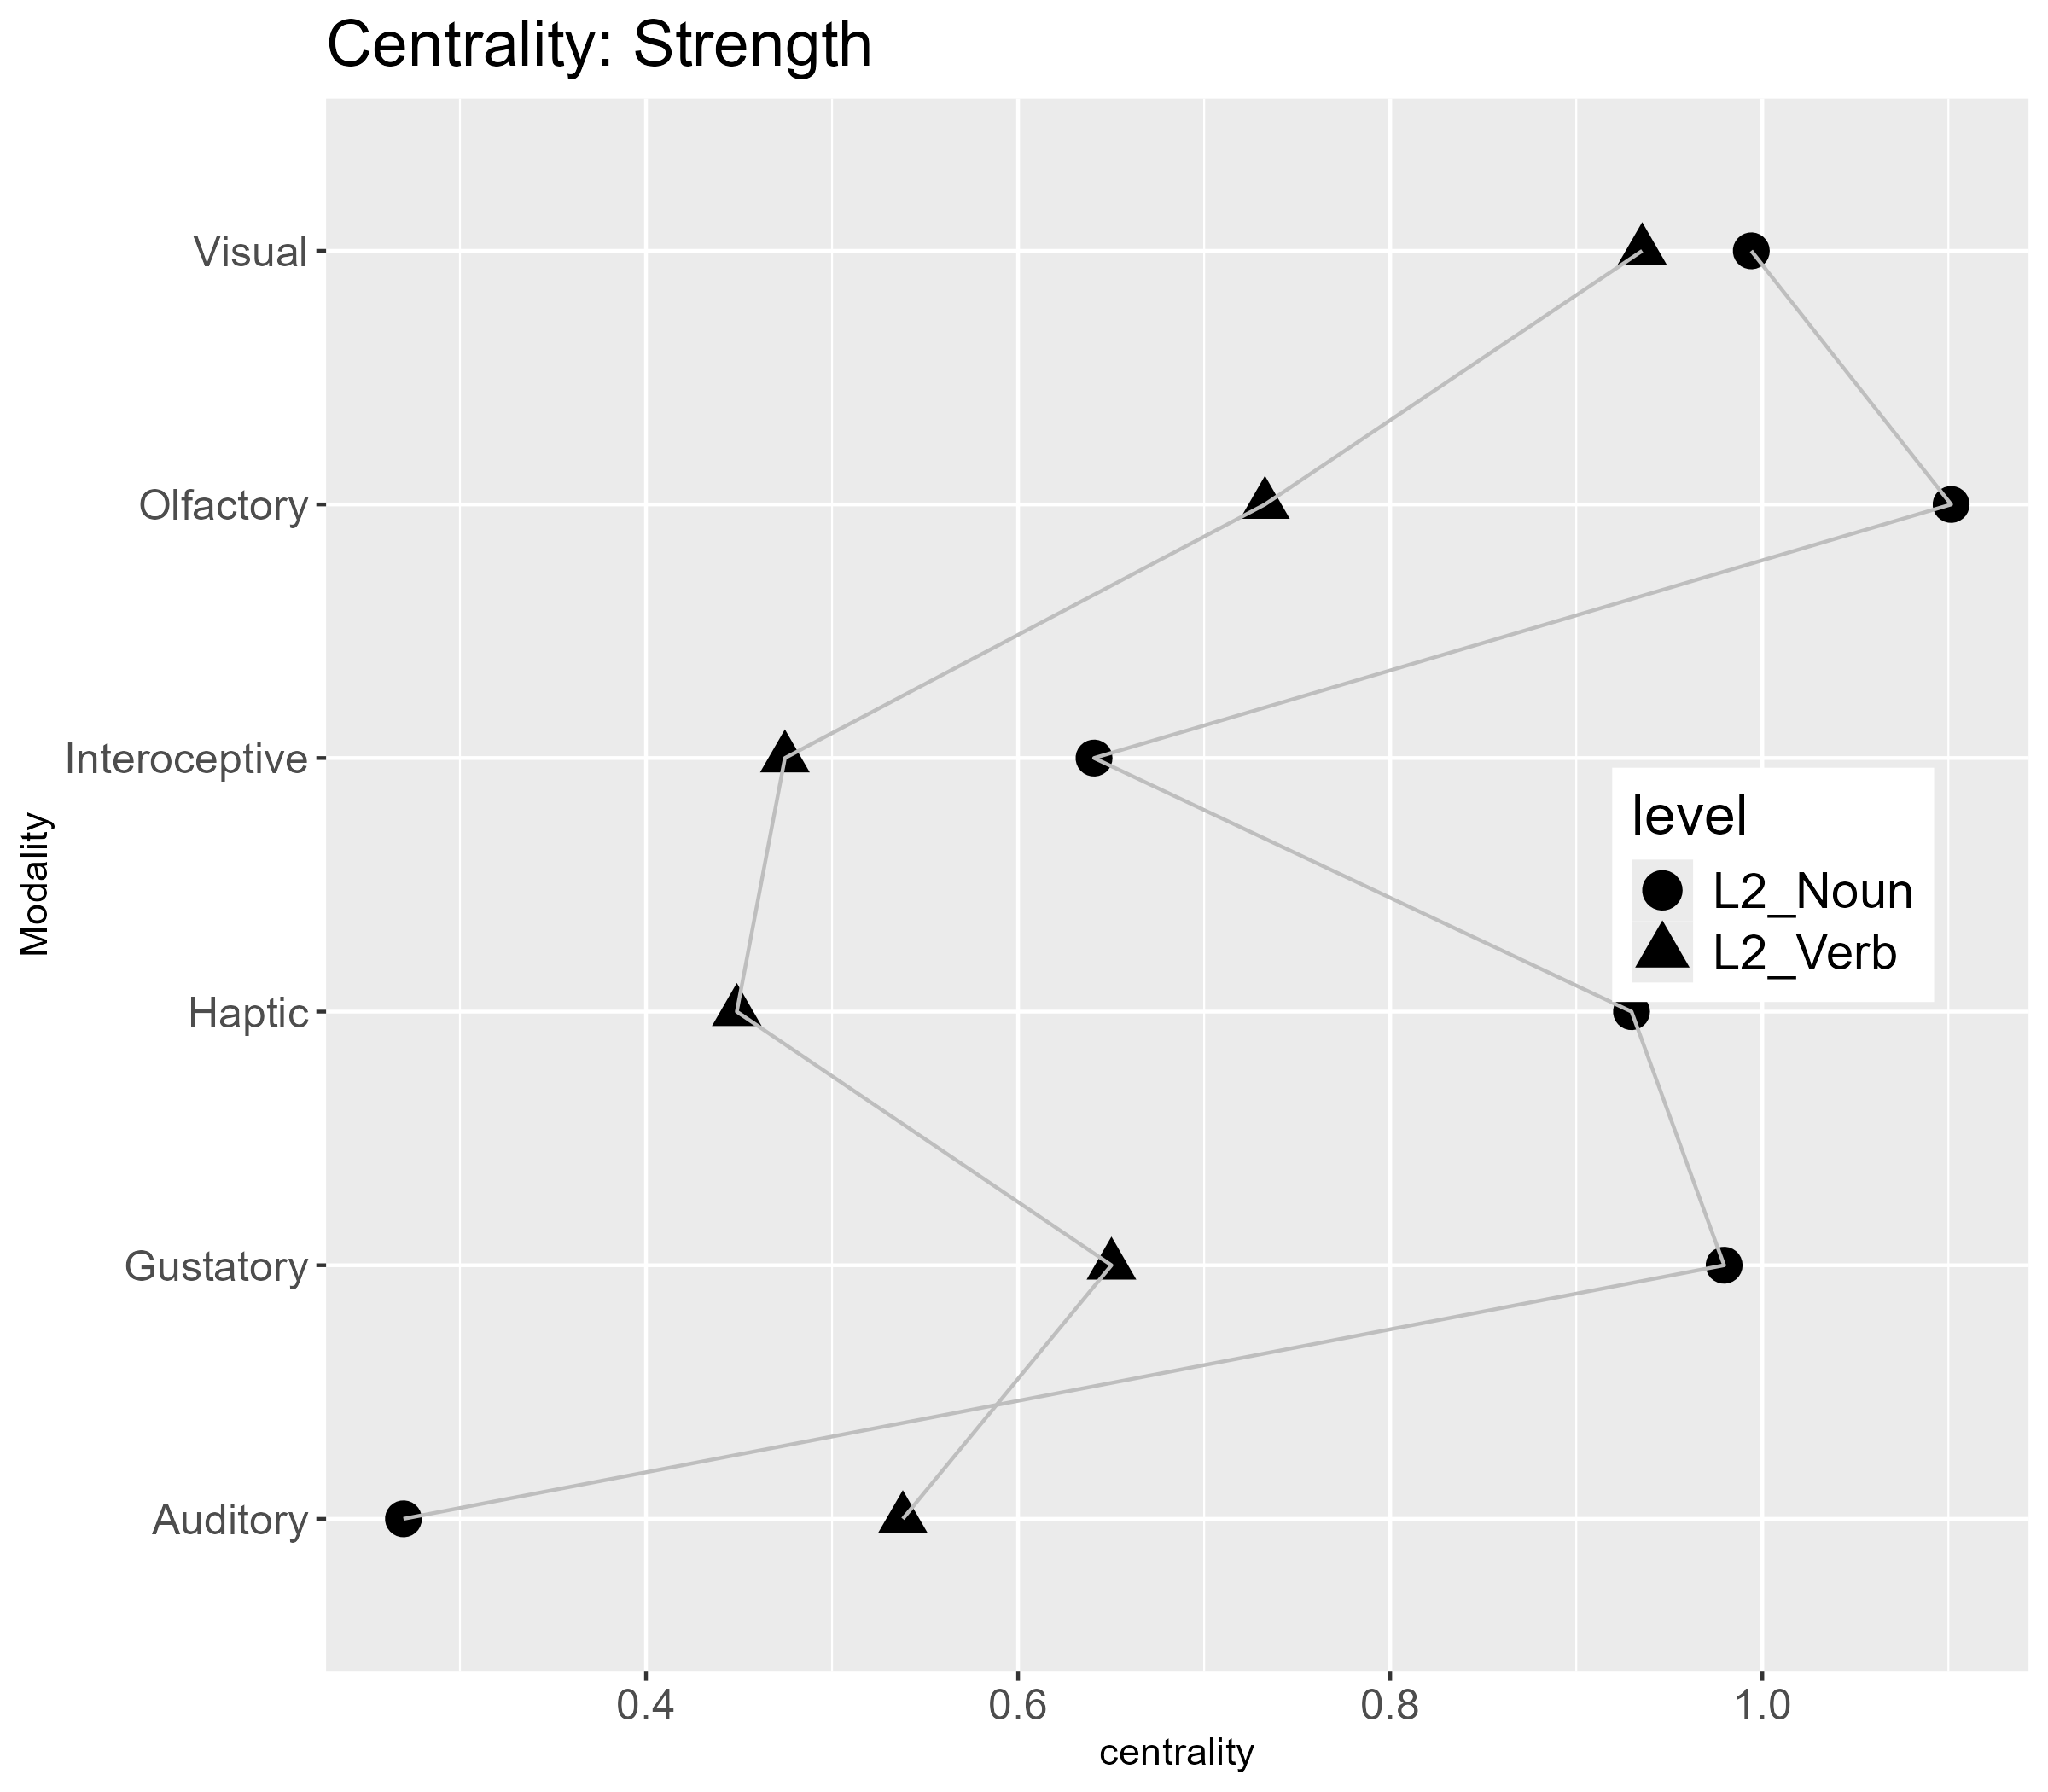 Centrality: Strength
Visual
Olfactory
Interoceptive
Haptic
Gustatory
Auditory
Modality
level
L2_Noun
L2_Verb
0.4 0.6 0.8 1.0
centrality